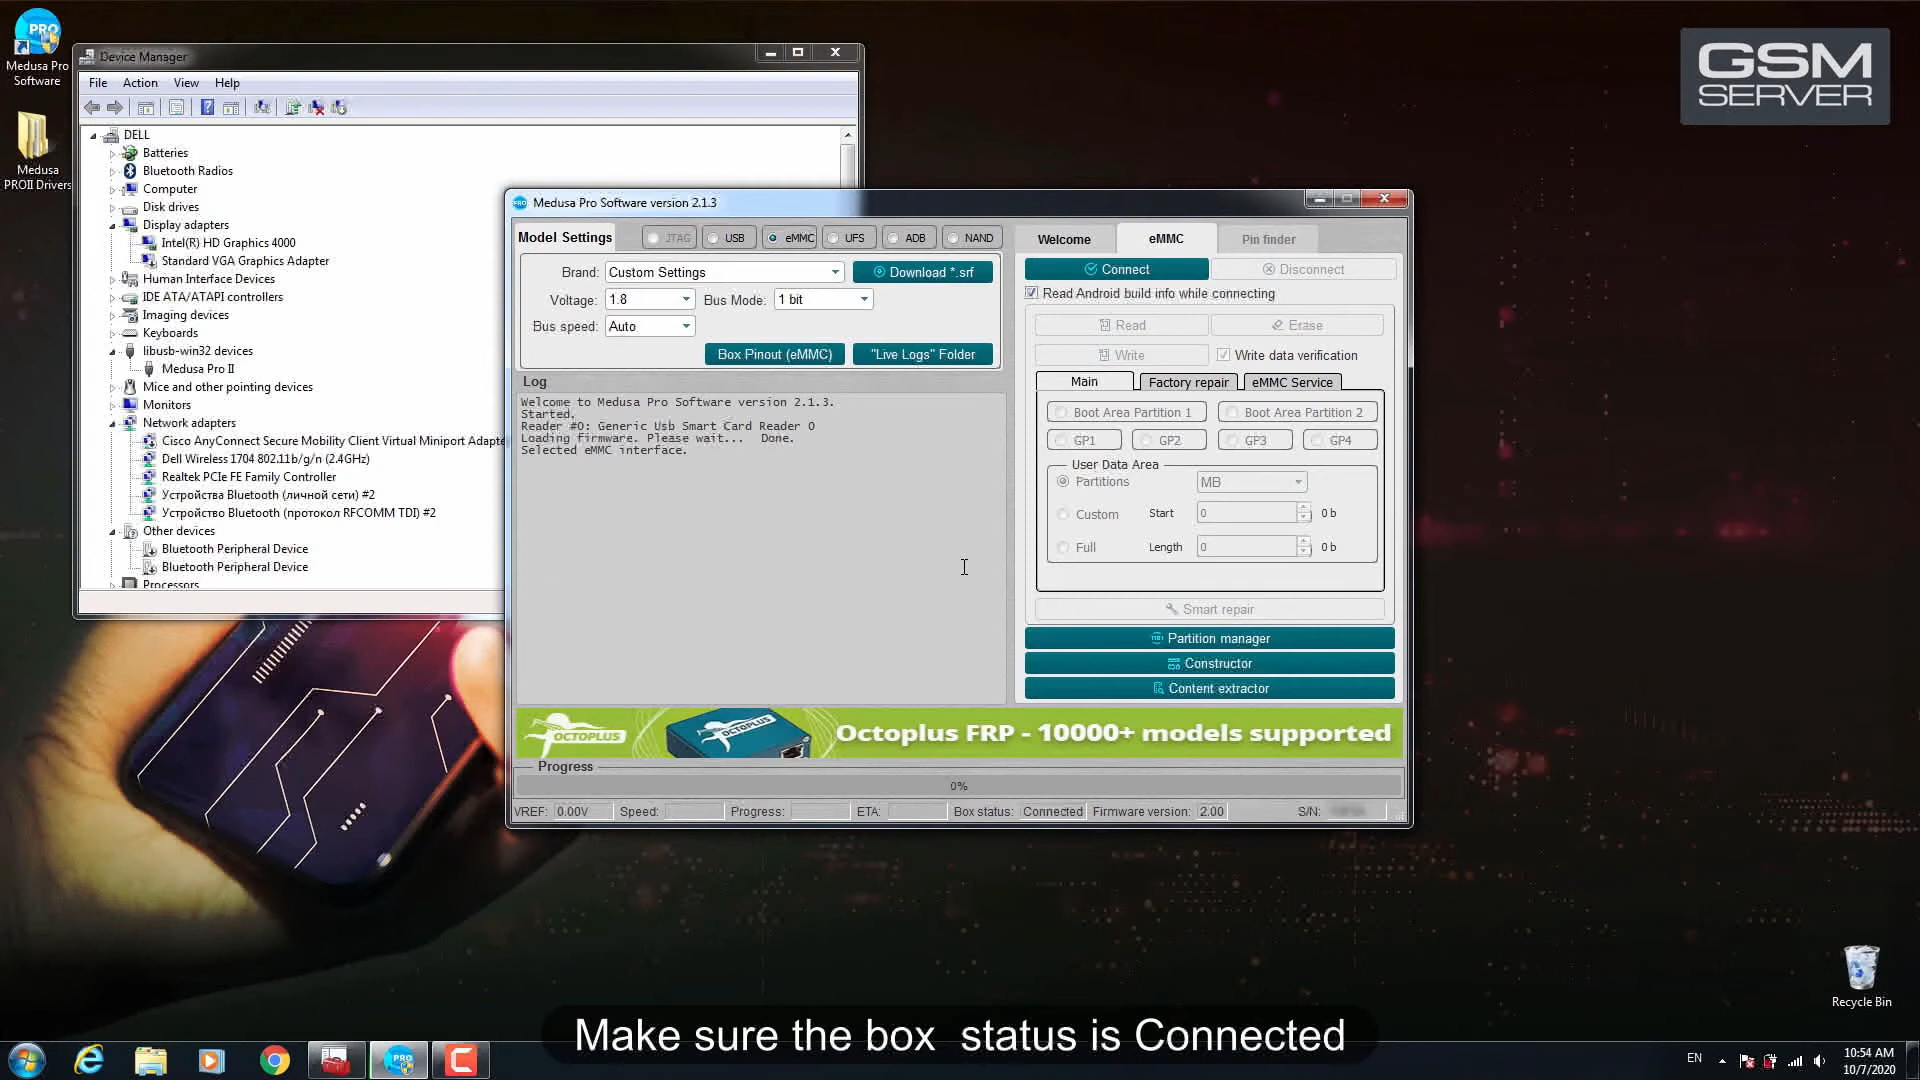 PRO
Medusa Pro
Software
Medusa
PROII Drivers
Device Manager
File Action View Help
DELL
Batteries
Bluetooth Radios
Computer
Disk drives
Display adapters
Intel(R) HD Graphics 4000
Standard VGA Graphics Adapter
Human Interface Devices
IDE ATA/ATAPI controllers
Imaging devices
Keyboards
libusb-win32 devices
Medusa Pro II
Mice and other pointing devices
Monitors
Network adapters
Cisco AnyConnect Secure Mobility Client Virtual Miniport Adapte
Dell Wireless 1704 802.11b/g/n (2.4GHz)
Realtek PCIe FE Family Controller
Устройства Bluetooth (личной сети) #2
Устройство Bluetooth (протокол RFCOMM TDI) #2
Other devices
Bluetooth Peripheral Device
Bluetooth Peripheral Device
Processors
GSM
SERVER
PRO Medusa Pro Software version 2.1.3
Model Settings JTAG USB eMMC UFS ADB NAND
Brand: Custom Settings Download *.srf
Voltage: 1.8 Bus Mode: 1 bit
Bus speed: Auto
Box Pinout (eMMC) "Live Logs" Folder
Log
Welcome to Medusa Pro Software version 2.1.3.
Started.
Reader #0: Generic Usb Smart Card Reader 0
Loading firmware. Please wait... Done.
Selected eMMC interface.
Welcome eMMC Pin finder
Connect Disconnect
Read Android build info while connecting
Read Erase
Write Write data verification
Main Factory repair eMMC Service
Boot Area Partition 1 Boot Area Partition 2
GP1 GP2 GP3 GP4
User Data Area
Partitions MB
Custom Start 0 0 b
Full Length 0 0 b
Smart repair
Partition manager
Constructor
Content extractor
OCTOPLUS OCTOPLUS Octoplus FRP - 10000+ models supported
Progress
0%
VREF: 0.00V Speed: Progress: ETA: Box status: Connected Firmware version: 2.00 S/N:
Recycle Bin
Make sure the box status is Connected
PRO
EN
10:54 AM
10/7/2020